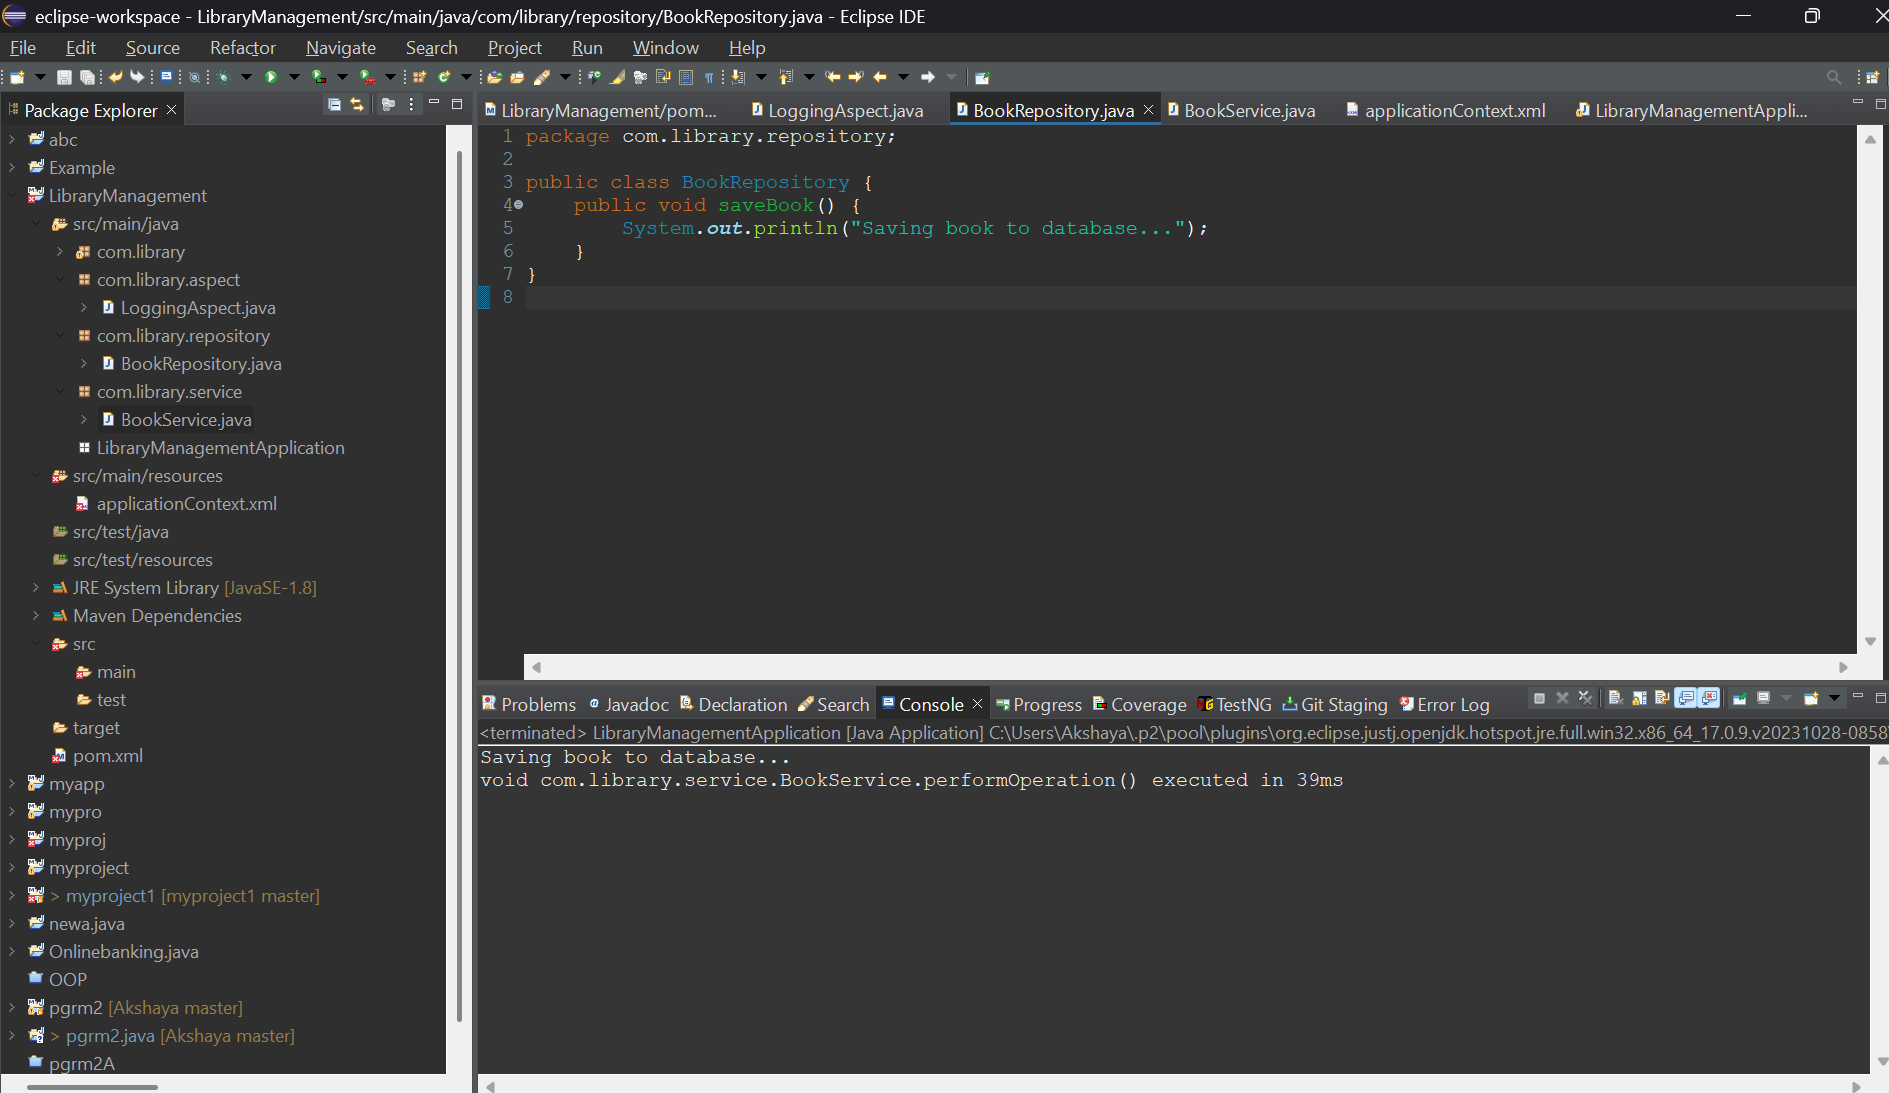 eclipse-workspace - LibraryManagement/src/main/java/com/library/repository/BookRepository.java - Eclipse IDE
File Edit Source Refactor Navigate Search Project Run Window Help
Package Explorer
abc
Example
LibraryManagement
src/main/java
com.library
com.library.aspect
LoggingAspect.java
com.library.repository
BookRepository.java
com.library.service
BookService.java
LibraryManagementApplication
src/main/resources
applicationContext.xml
src/test/java
src/test/resources
JRE System Library [JavaSE-1.8]
Maven Dependencies
src
main
test
target
pom.xml
myapp
mypro
myproj
myproject
> myproject1 [myproject1 master]
newa.java
Onlinebanking.java
OOP
pgrm2 [Akshaya master]
> pgrm2.java [Akshaya master]
pgrm2A
LibraryManagement/pom... LoggingAspect.java BookRepository.java BookService.java applicationContext.xml LibraryManagementAppli...
1 package com.library.repository;
2
3 public class BookRepository {
4 public void saveBook() {
5 System.out.println("Saving book to database...");
6 }
7 }
8
Problems Javadoc Declaration Search Console Progress Coverage TestNG Git Staging Error Log
<terminated> LibraryManagementApplication [Java Application] C:\Users\Akshaya\.p2\pool\plugins\org.eclipse.justj.openjdk.hotspot.jre.full.win32.x86_64_17.0.9.v20231028-0858
Saving book to database...
void com.library.service.BookService.performOperation() executed in 39ms